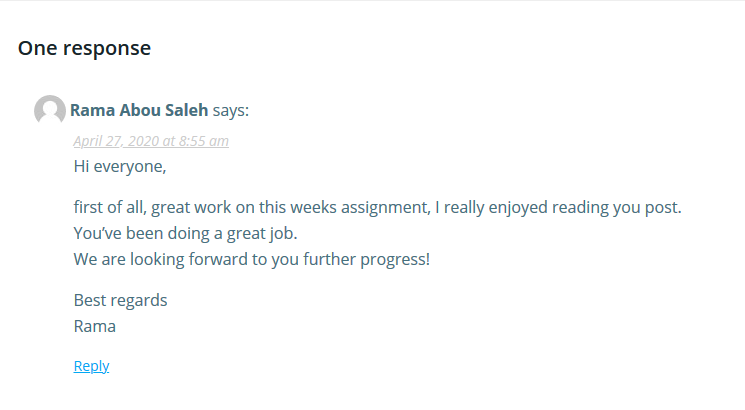 One response
Rama Abou Saleh says:
April 27, 2020 at 8:55 am
Hi everyone,
first of all, great work on this weeks assignment, I really enjoyed reading you post.
You’ve been doing a great job.
We are looking forward to you further progress!
Best regards
Rama
Reply